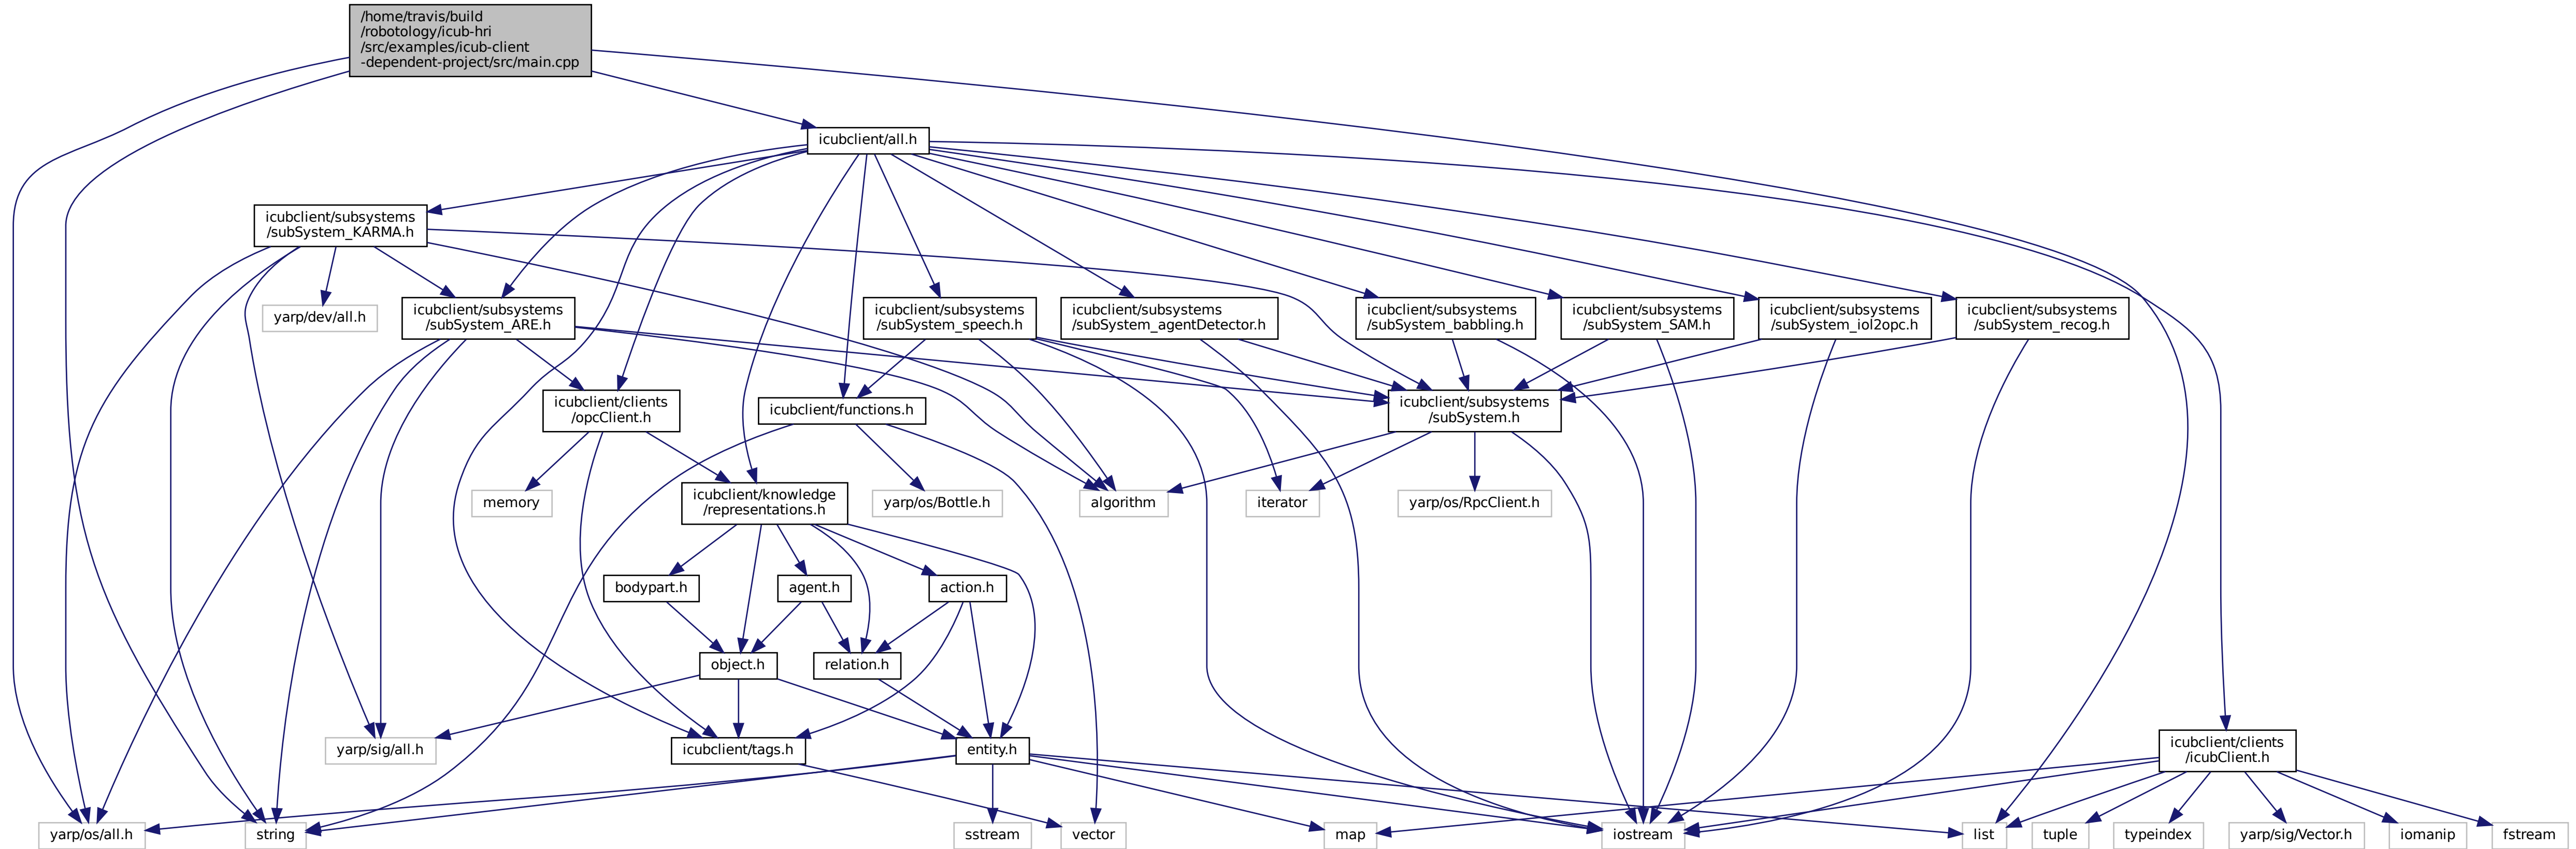 /home/travis/build
/robotology/icub-hri
/src/examples/icub-client
-dependent-project/src/main.cpp
icubclient/all.h
icubclient/subsystems
/subSystem_KARMA.h
yarp/dev/all.h
icubclient/subsystems
/subSystem_ARE.h
icubclient/subsystems
/subSystem_speech.h
icubclient/subsystems
/subSystem_agentDetector.h
icubclient/subsystems
/subSystem_babbling.h
icubclient/subsystems
/subSystem_SAM.h
icubclient/subsystems
/subSystem_iol2opc.h
icubclient/subsystems
/subSystem_recog.h
icubclient/clients
/opcClient.h
icubclient/functions.h
icubclient/subsystems
/subSystem.h
memory
icubclient/knowledge
/representations.h
yarp/os/Bottle.h
algorithm
iterator
yarp/os/RpcClient.h
bodypart.h
agent.h
action.h
object.h
relation.h
yarp/sig/all.h
icubclient/tags.h
entity.h
icubclient/clients
/icubClient.h
yarp/os/all.h
string
sstream
vector
map
iostream
list
tuple
typeindex
yarp/sig/Vector.h
iomanip
fstream